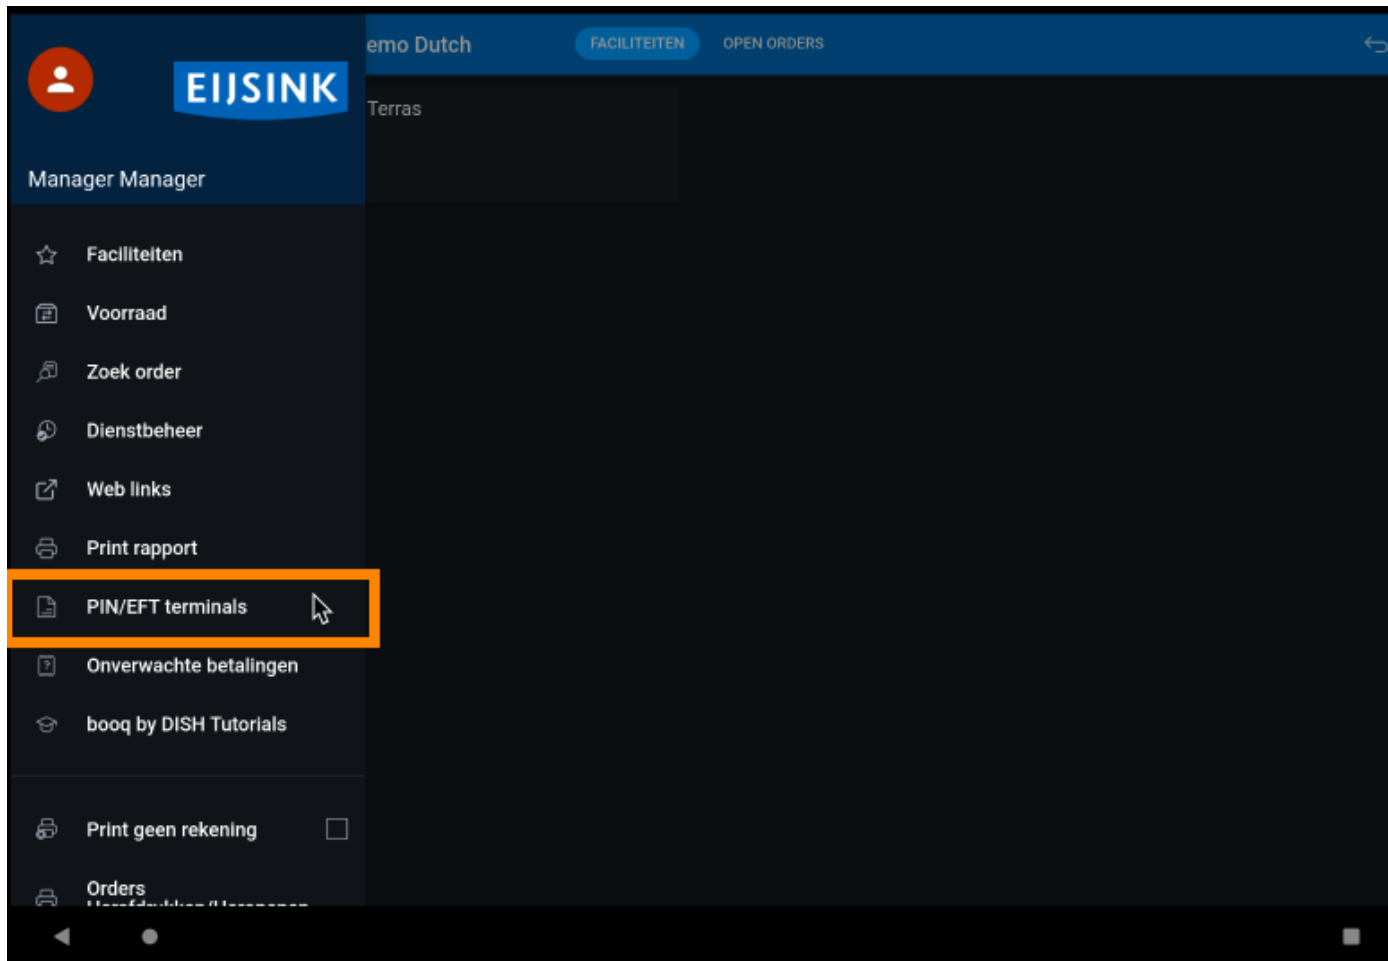 emo Dutch
FACILITEITEN
OPEN ORDERS
EIJSINK
Terras
Manager Manager
Faciliteiten
Voorraad
Zoek order
Dienstbeheer
Web links
Print rapport
PIN/EFT terminals
Onverwachte betalingen
booq by DISH Tutorials
Print geen rekening
Orders